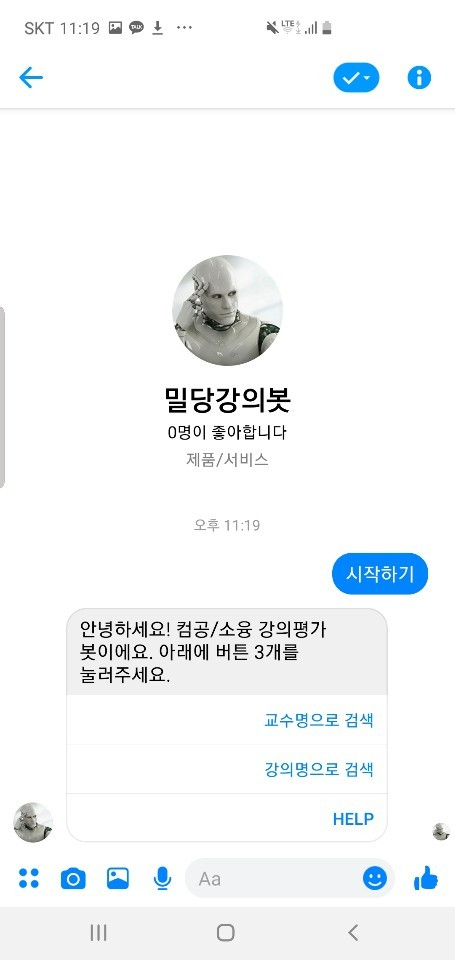 SKT 11:19
LTE
밀당강의봇
0명이 좋아합니다
제품/서비스
오후 11:19
시작하기
안녕하세요! 컴공/소융 강의평가
봇이에요. 아래에 버튼 3개를
눌러주세요.
교수명으로 검색
강의명으로 검색
HELP
Aa